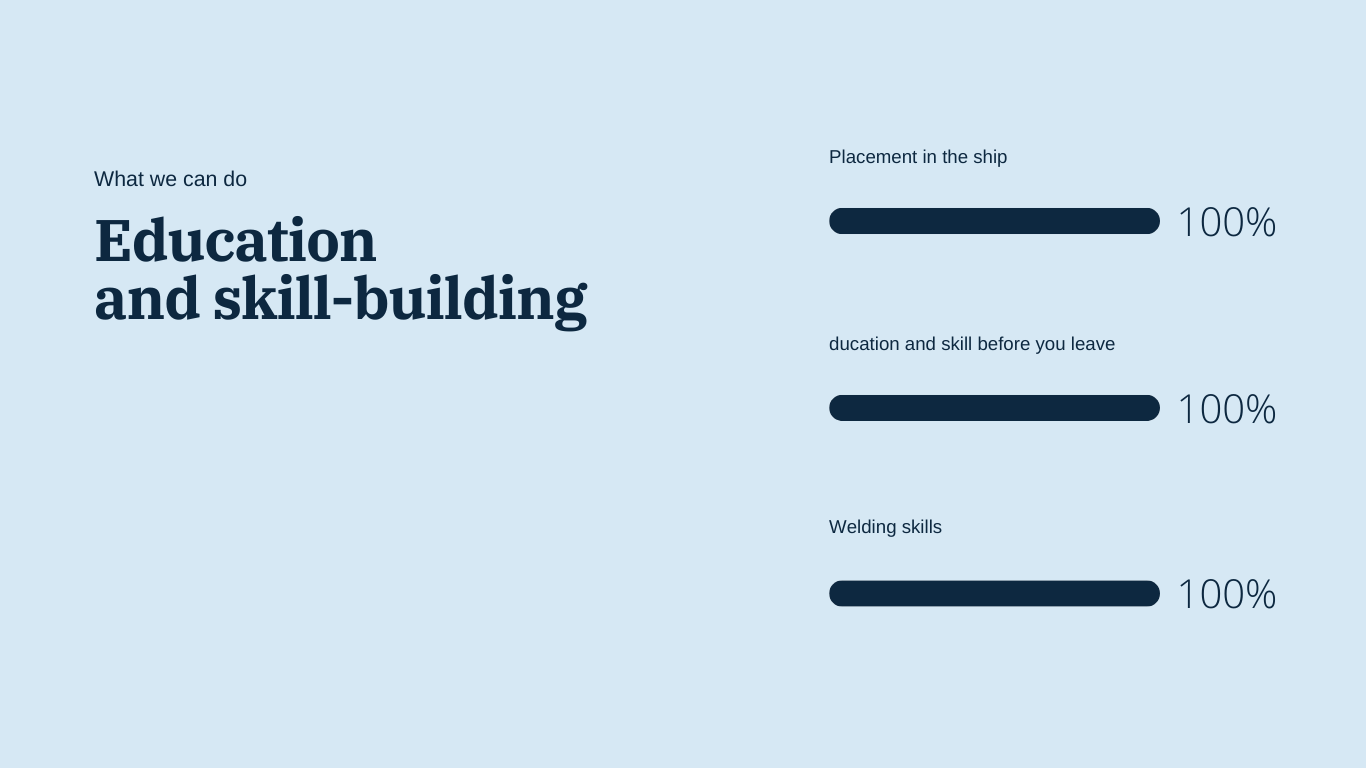 What we can do
Education
and skill-building
Placement in the ship
100%
ducation and skill before you leave
100%
Welding skills
100%